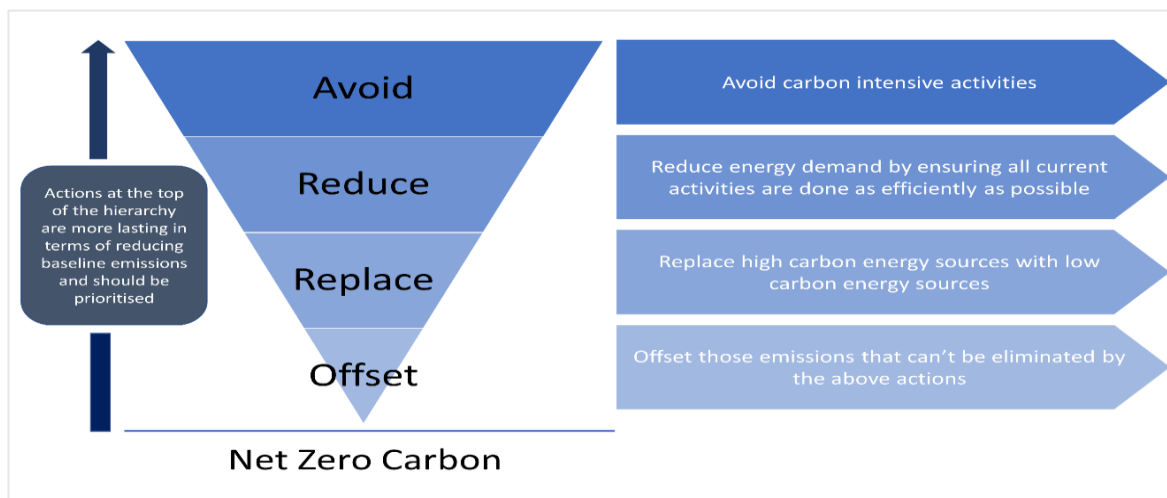 Avoid
Avoid carbon intensive activities
Reduce
Reduce energy demand by ensuring all current
activities are done as efficiently as possible
Actions at the top
of the hierarchy
are more lasting in
terms of reducing
baseline emissions
and should be
prioritised
Replace
Replace high carbon energy sources with low
carbon energy sources
Offset
Offset those emissions that can’t be eliminated by
the above actions
Net Zero Carbon